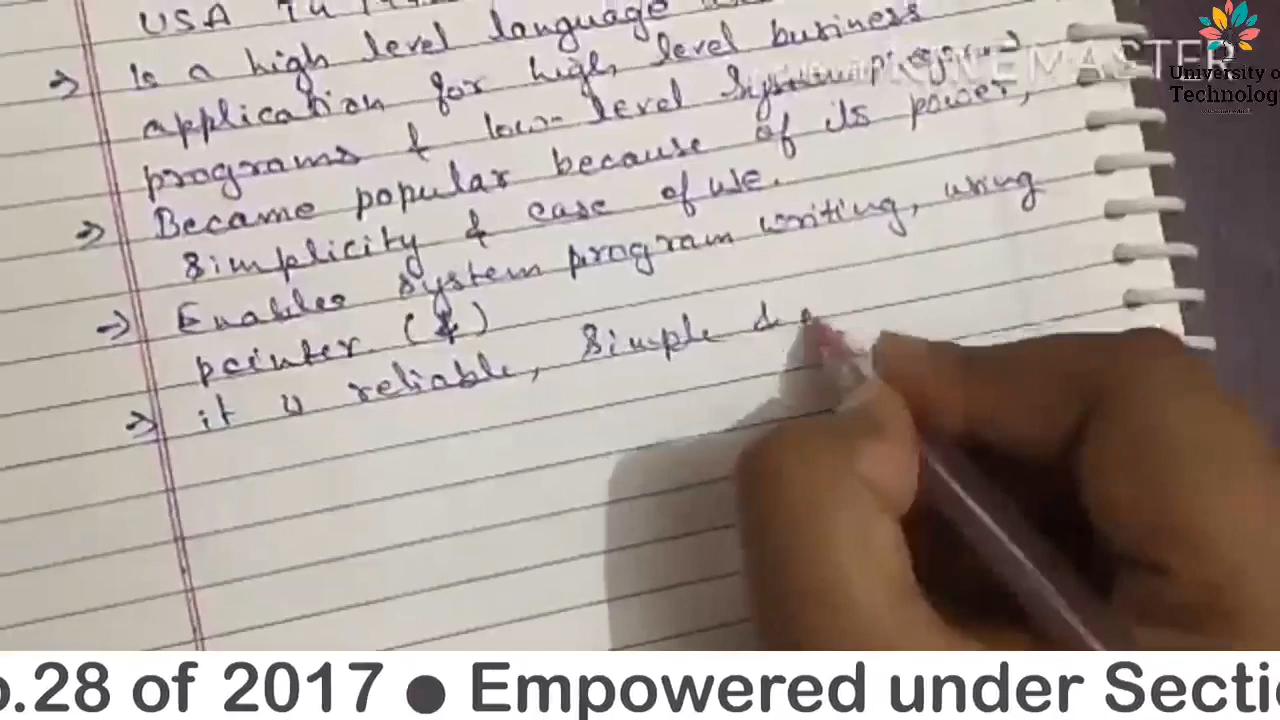 USA
→ Is a high level language
application for high level business
programs & low level System program
→ Became popular because of its power,
simplicity & ease of use.
→ Enables system program writing, using
pointer (&)
→ it is reliable, Simple &
KINEMASTER
University of
Technology
o.28 of 2017 ● Empowered under Secti